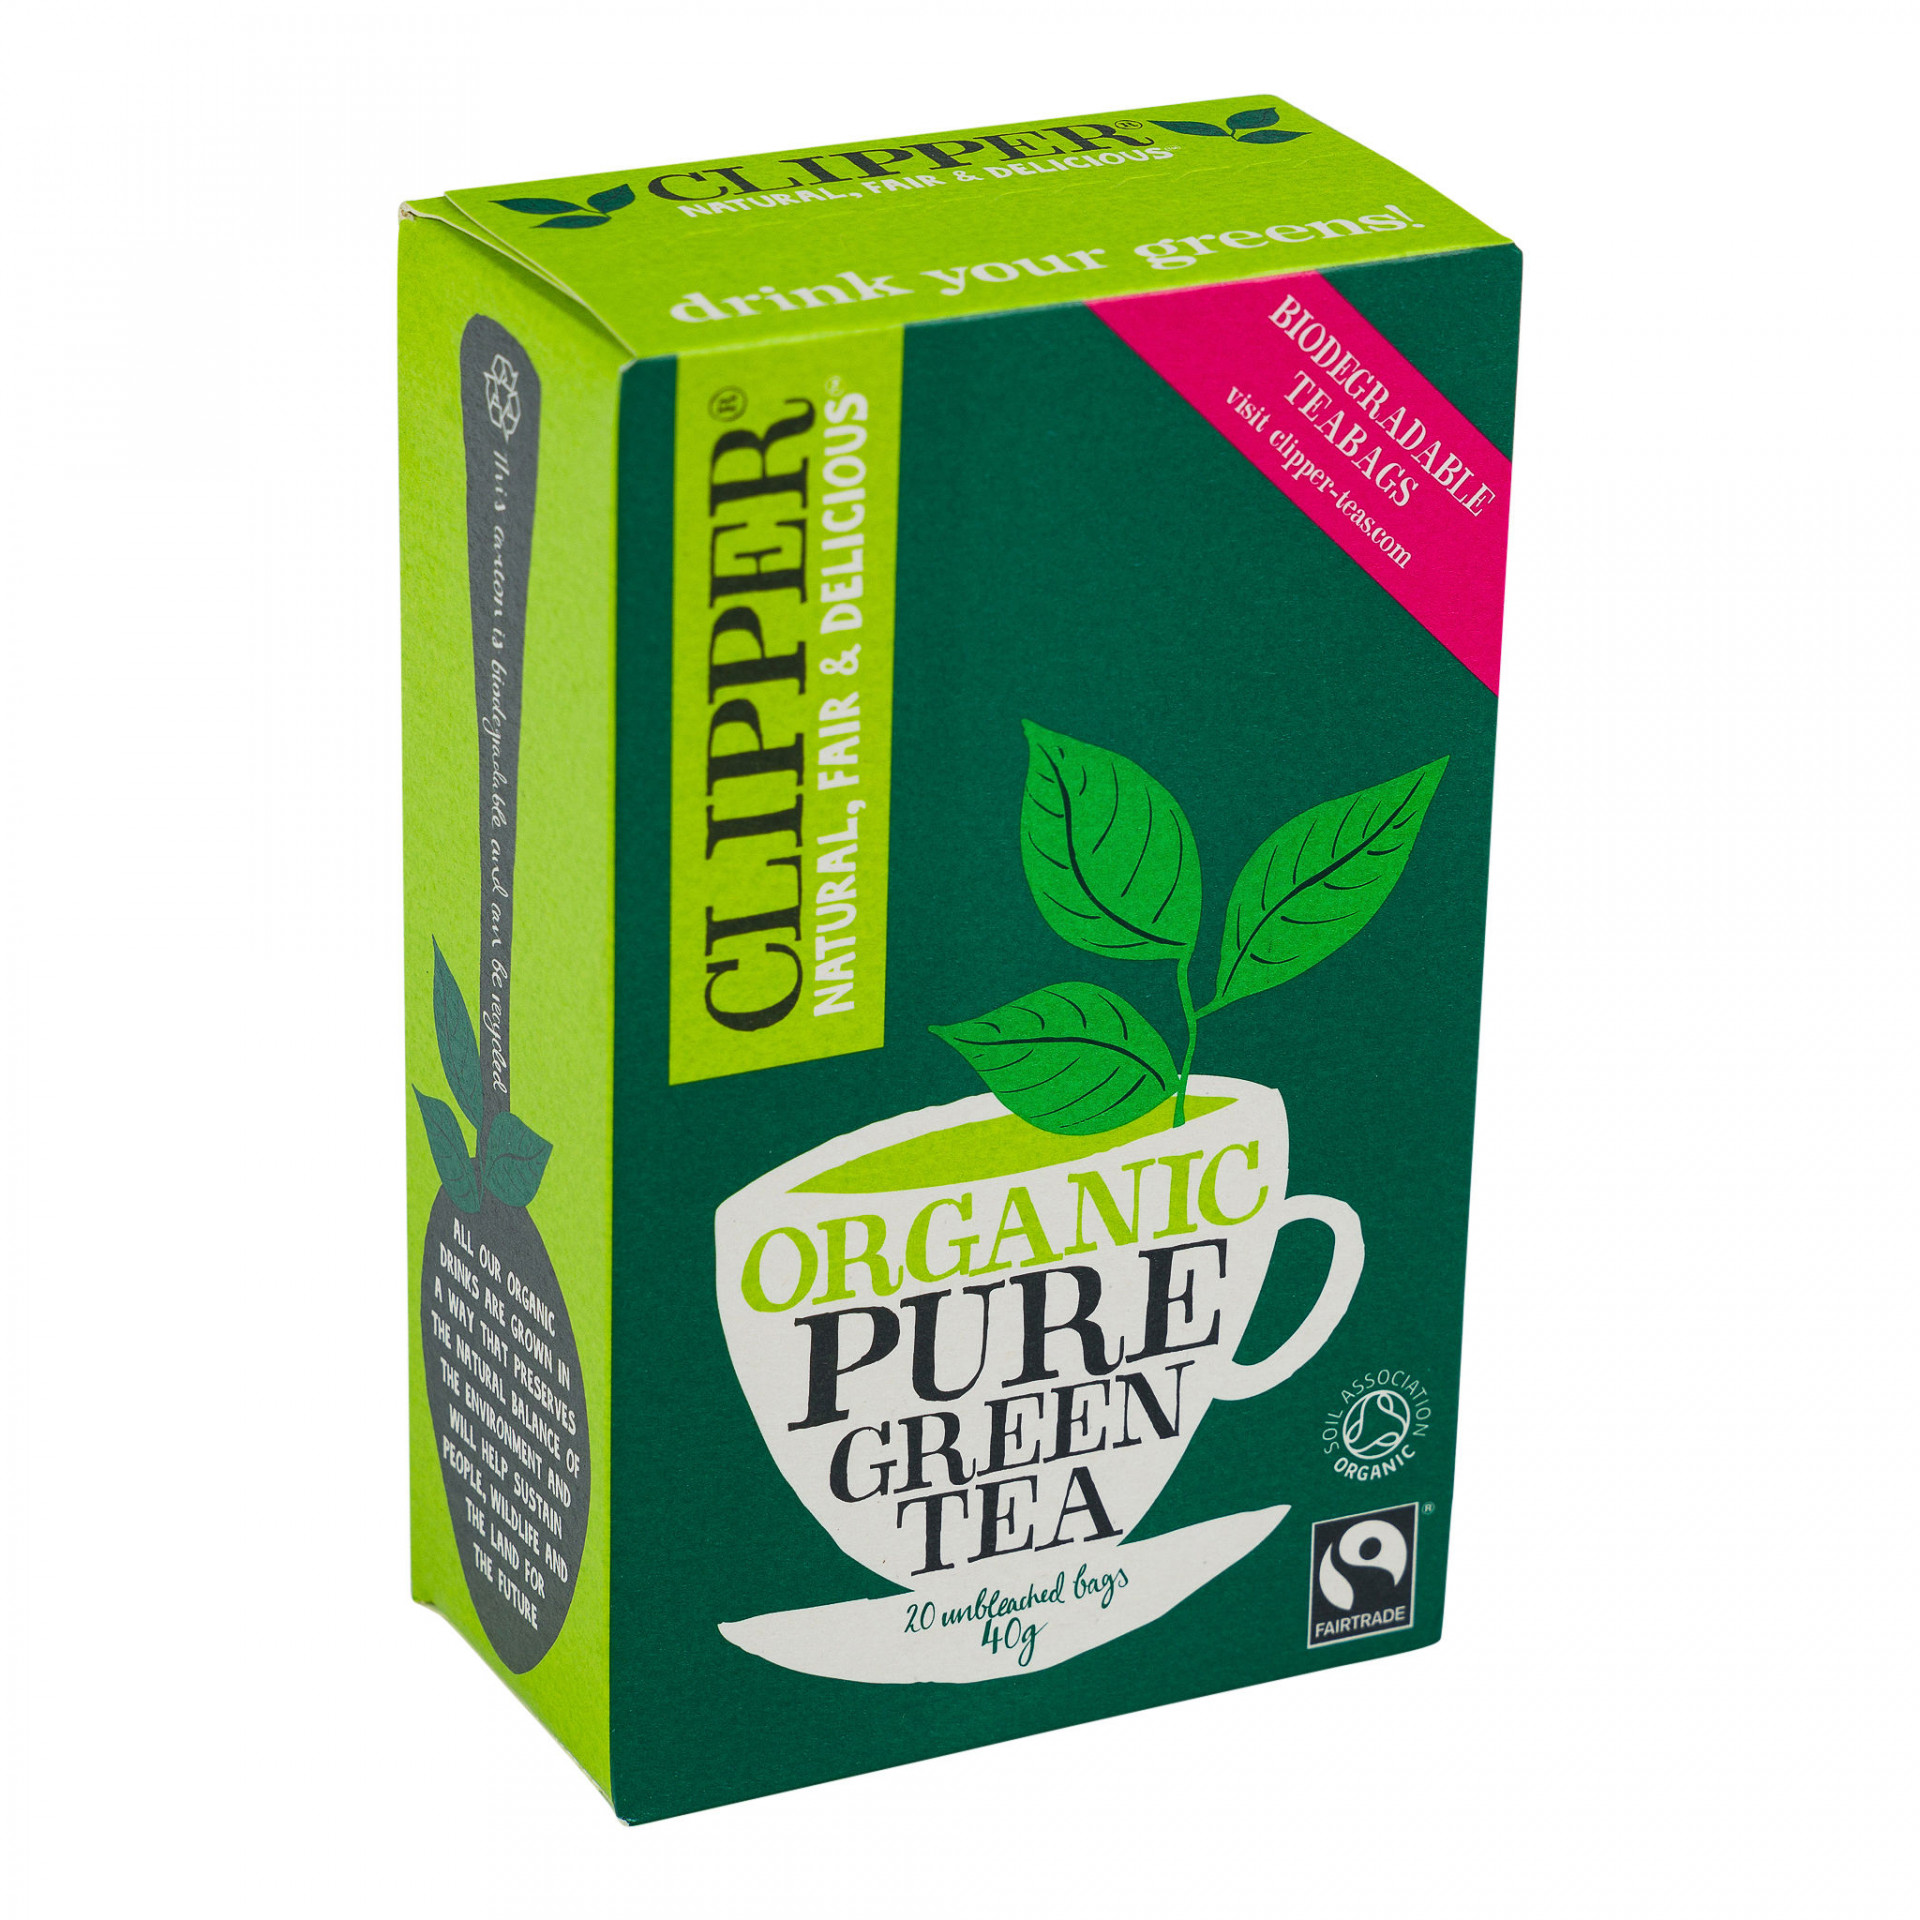 CLIPPER®
NATURAL, FAIR & DELICIOUS™
drink your greens!
BIODEGRADABLE
TEABAGS
visit clipper-teas.com
CLIPPER®
NATURAL, FAIR & DELICIOUS®
ORGANIC
PURE
GREEN
TEA
20 unbleached bags
40g
SOIL ASSOCIATION
ORGANIC
®
FAIRTRADE
This carton is biodegradable and can be recycled
ALL OUR ORGANIC
DRINKS ARE GROWN IN
A WAY THAT PRESERVES
THE NATURAL BALANCE OF
THE ENVIRONMENT AND
WILL HELP SUSTAIN
PEOPLE, WILDLIFE AND
THE LAND FOR
THE FUTURE